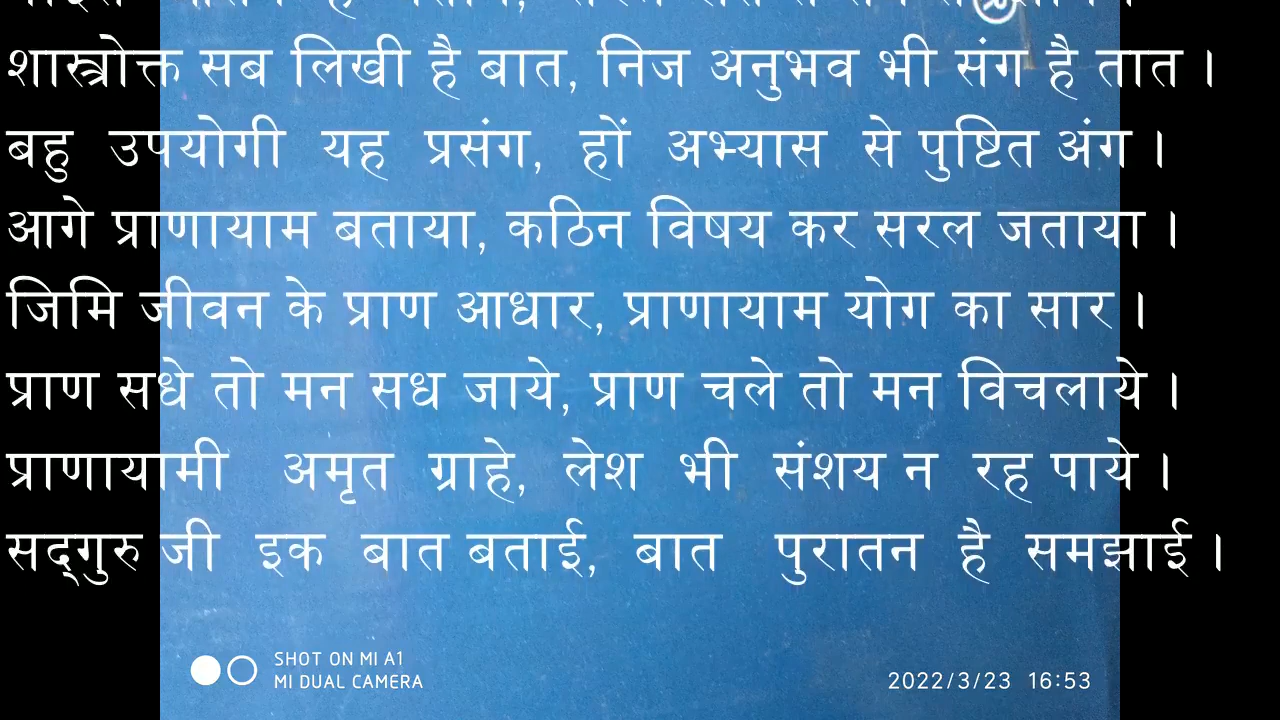 शास्त्रोक्त सब लिखी है बात, निज अनुभव भी संग है तात ।
बहु उपयोगी यह प्रसंग, हों अभ्यास से पुष्टित अंग ।
आगे प्राणायाम बताया, कठिन विषय कर सरल जताया ।
जिमि जीवन के प्राण आधार, प्राणायाम योग का सार ।
प्राण सधे तो मन सध जाये, प्राण चले तो मन विचलाये ।
प्राणायामी अमृत ग्राहे, लेश भी संशय न रह पाये ।
सद्‌गुरु जी इक बात बताई, बात पुरातन है समझाई ।
SHOT ON MI A1
MI DUAL CAMERA
2022/3/23 16:53